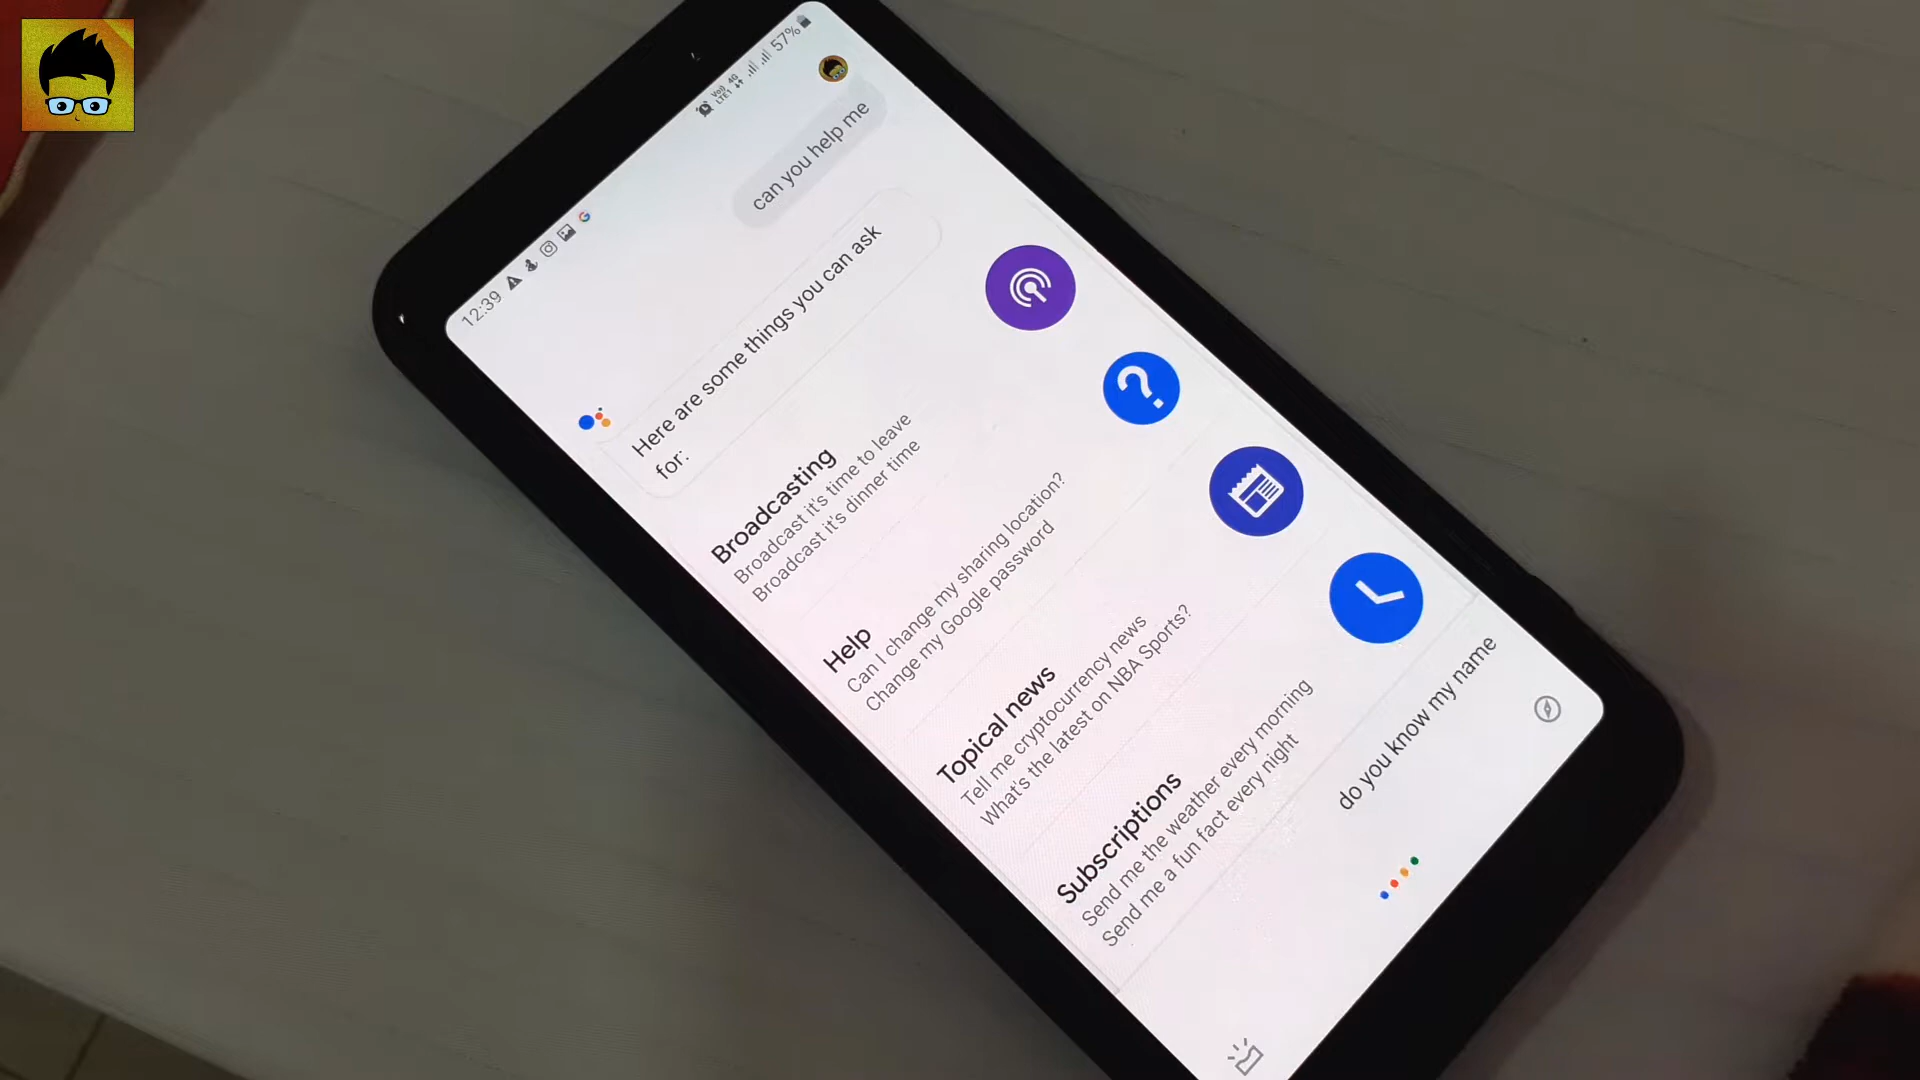 12:39
Vo))
LTE1
4G
57%
can you help me
Here are some things you can ask
for:
Broadcasting
Broadcast it's time to leave
Broadcast it's dinner time
Help
Can I change my sharing location?
Change my Google password
Topical news
Tell me cryptocurrency news
What's the latest on NBA Sports?
Subscriptions
Send me the weather every morning
Send me a fun fact every night
do you know my name